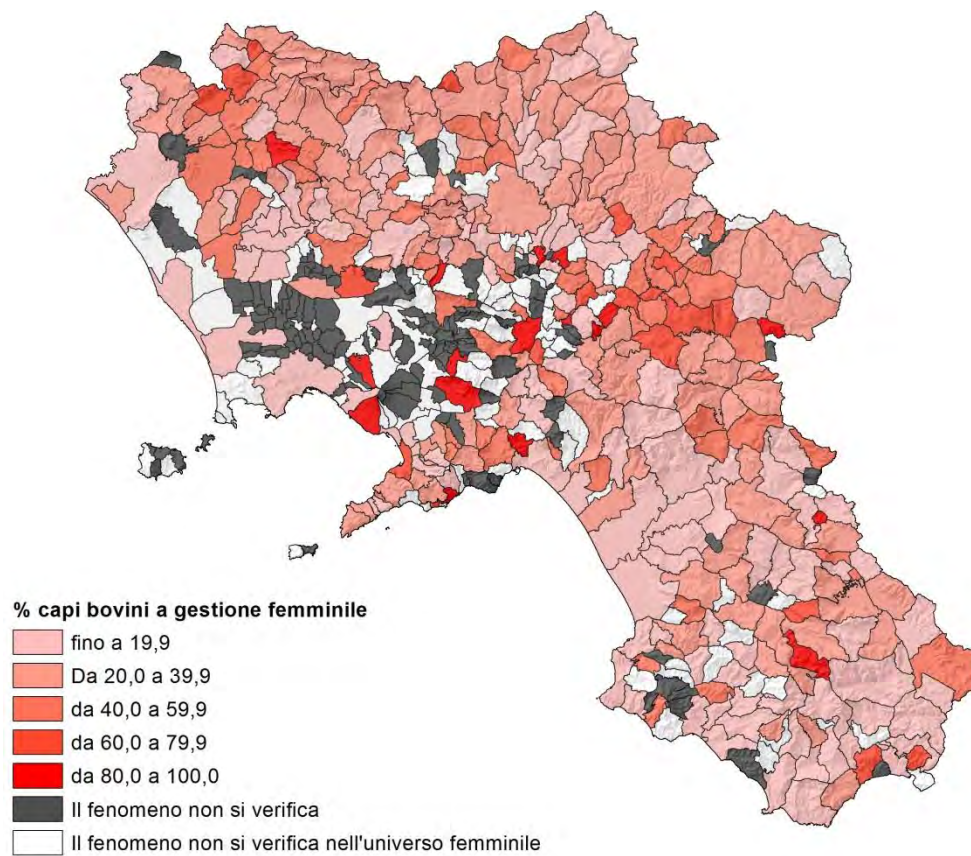 % capi bovini a gestione femminile
fino a 19,9
Da 20,0 a 39,9
da 40,0 a 59,9
da 60,0 a 79,9
da 80,0 a 100,0
Il fenomeno non si verifica
Il fenomeno non si verifica nell'universo femminile